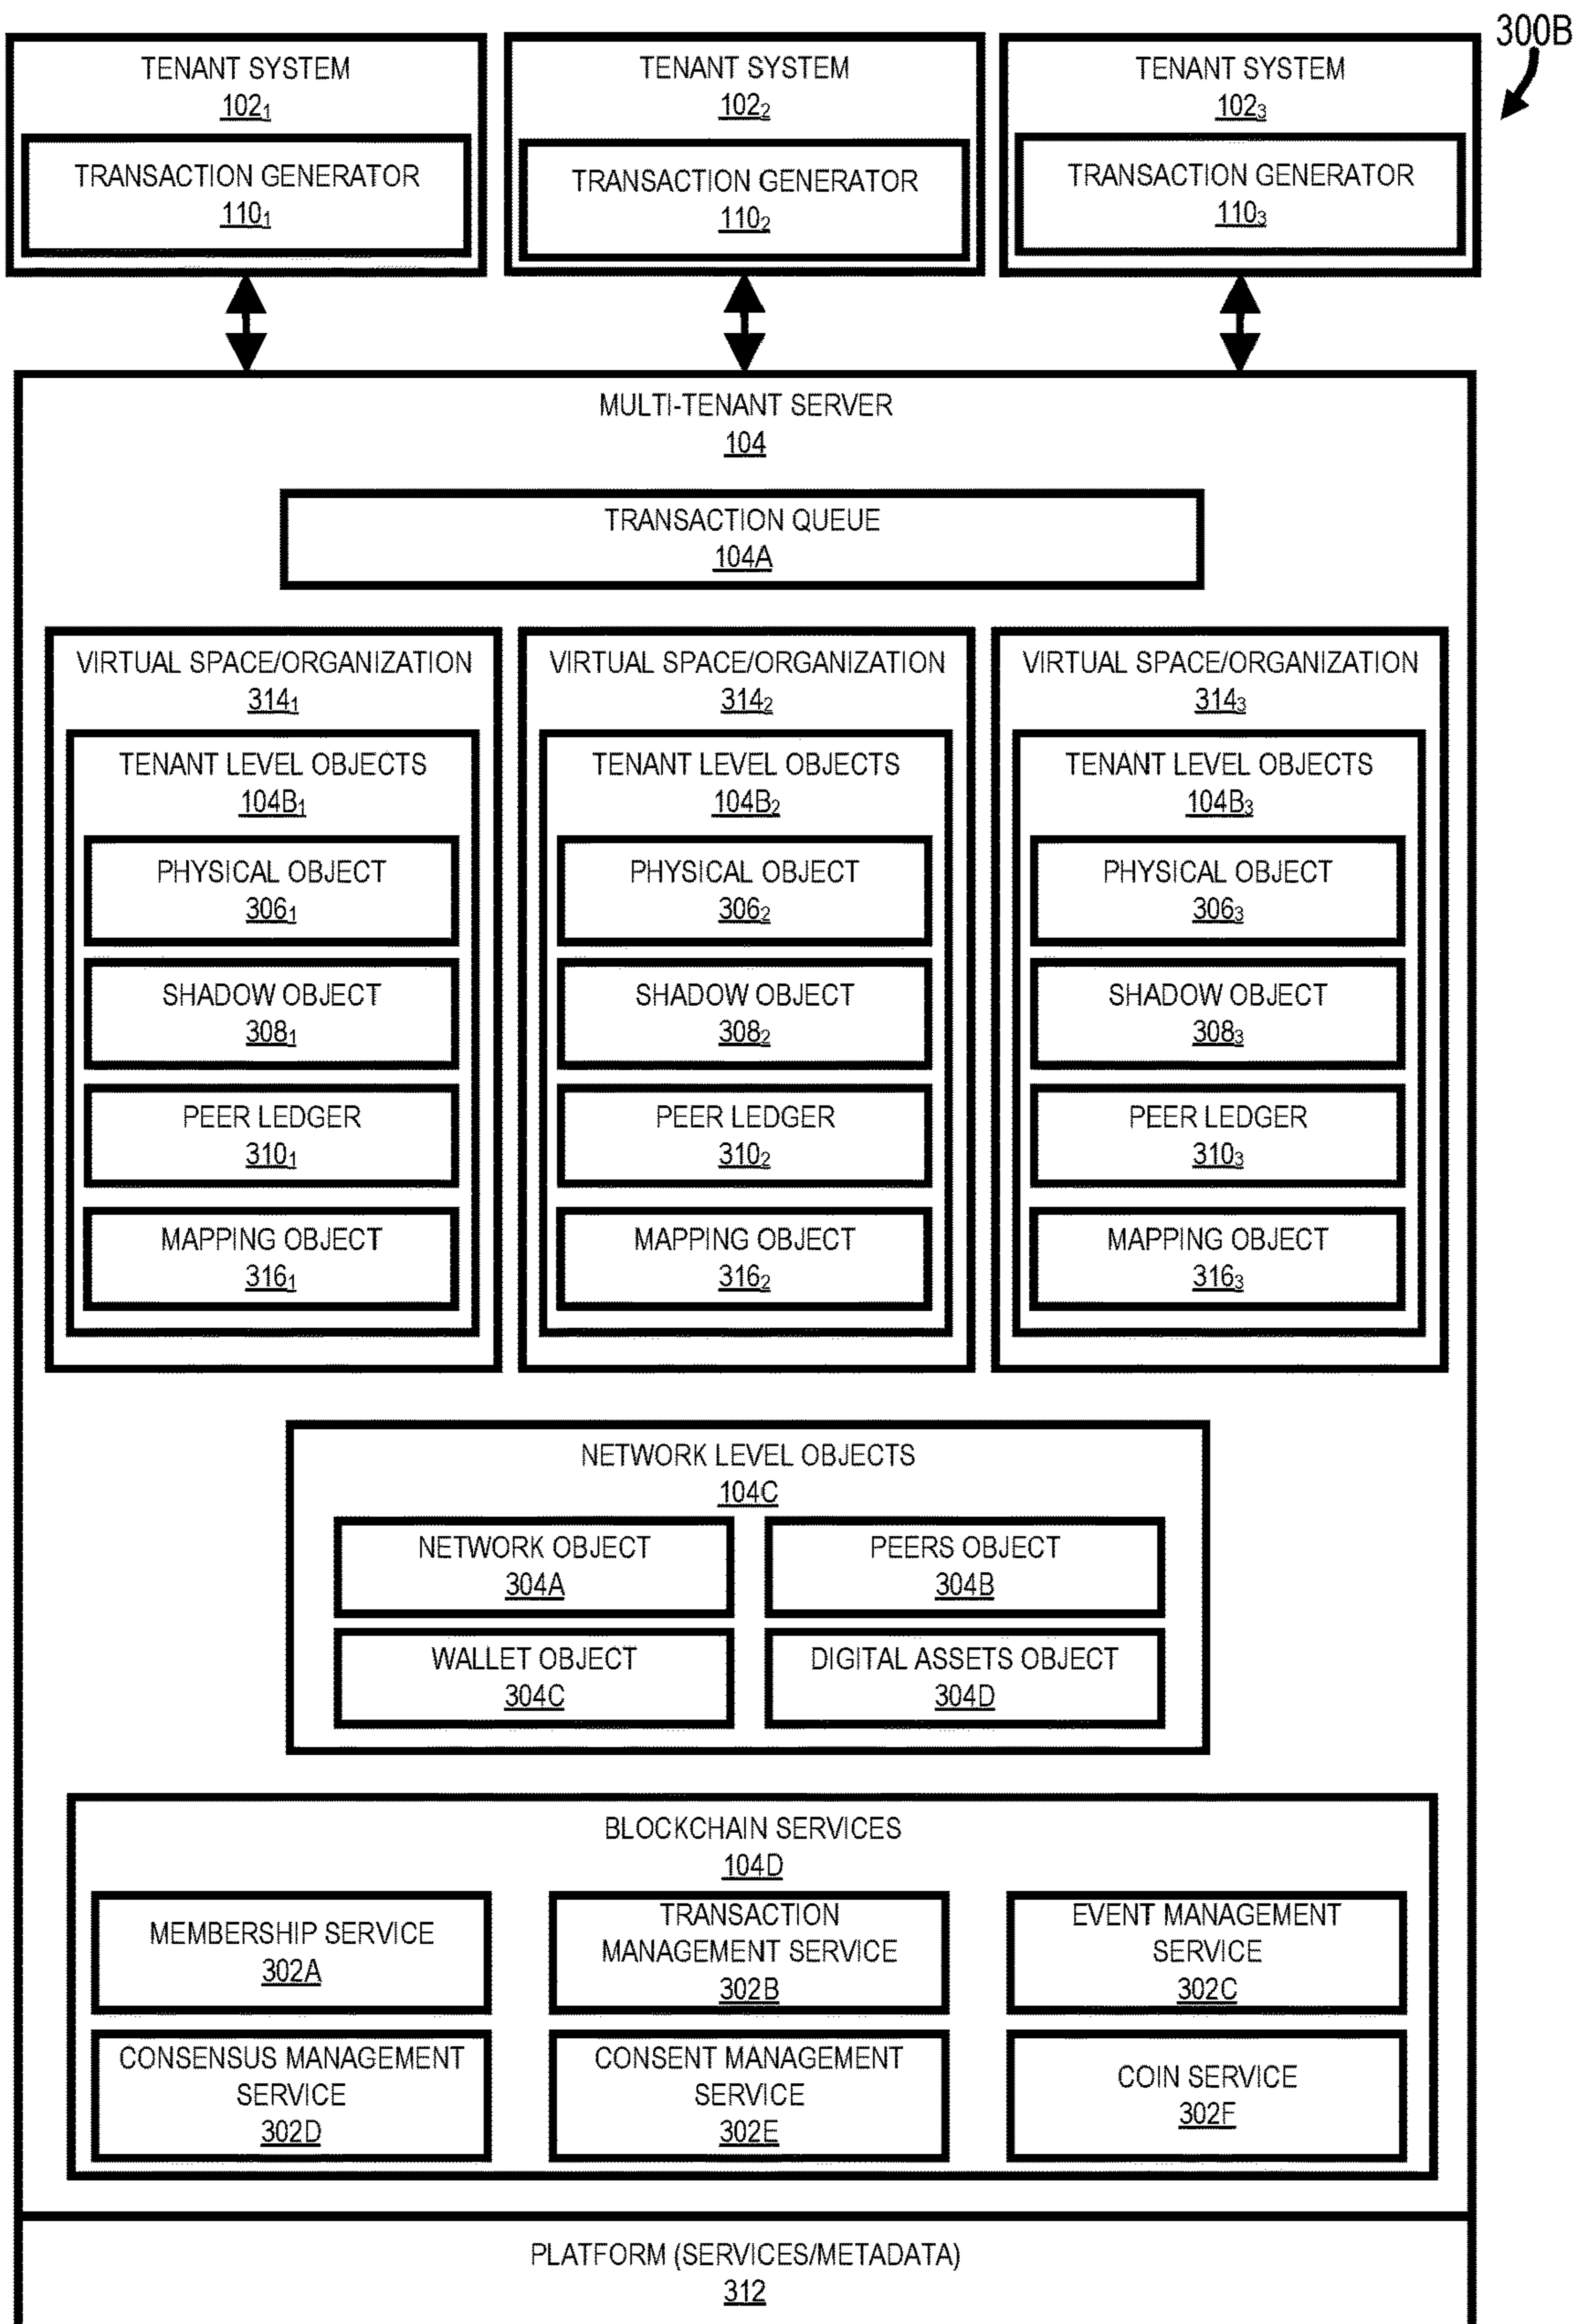 300B
TENANT SYSTEM
102₁
TRANSACTION GENERATOR
110₁
TENANT SYSTEM
102₂
TRANSACTION GENERATOR
110₂
TENANT SYSTEM
102₃
TRANSACTION GENERATOR
110₃
MULTI-TENANT SERVER
104
TRANSACTION QUEUE
104A
VIRTUAL SPACE/ORGANIZATION
314₁
TENANT LEVEL OBJECTS
104B₁
PHYSICAL OBJECT
306₁
SHADOW OBJECT
308₁
PEER LEDGER
310₁
MAPPING OBJECT
316₁
VIRTUAL SPACE/ORGANIZATION
314₂
TENANT LEVEL OBJECTS
104B₂
PHYSICAL OBJECT
306₂
SHADOW OBJECT
308₂
PEER LEDGER
310₂
MAPPING OBJECT
316₂
VIRTUAL SPACE/ORGANIZATION
314₃
TENANT LEVEL OBJECTS
104B₃
PHYSICAL OBJECT
306₃
SHADOW OBJECT
308₃
PEER LEDGER
310₃
MAPPING OBJECT
316₃
NETWORK LEVEL OBJECTS
104C
NETWORK OBJECT
304A
PEERS OBJECT
304B
WALLET OBJECT
304C
DIGITAL ASSETS OBJECT
304D
BLOCKCHAIN SERVICES
104D
MEMBERSHIP SERVICE
302A
TRANSACTION
MANAGEMENT SERVICE
302B
EVENT MANAGEMENT
SERVICE
302C
CONSENSUS MANAGEMENT
SERVICE
302D
CONSENT MANAGEMENT
SERVICE
302E
COIN SERVICE
302F
PLATFORM (SERVICES/METADATA)
312